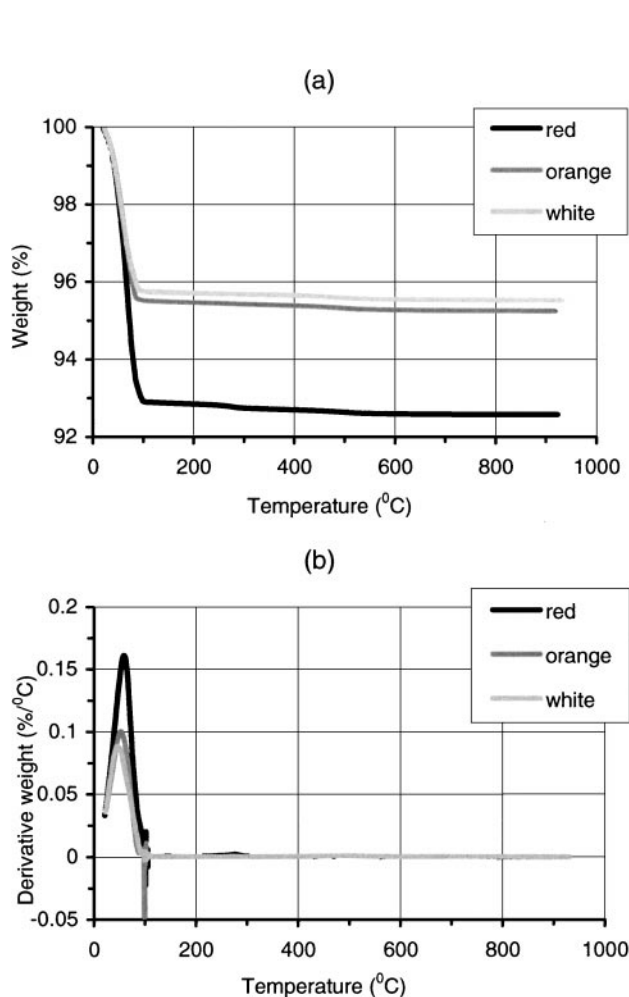 (a)
100
98
96
94
92
Weight (%)
red
orange
white
0 200 400 600 800 1000
Temperature (⁰C)
(b)
0.2
0.15
0.1
0.05
0
-0.05
Derivative weight (%/⁰C)
red
orange
white
0 200 400 600 800 1000
Temperature (⁰C)